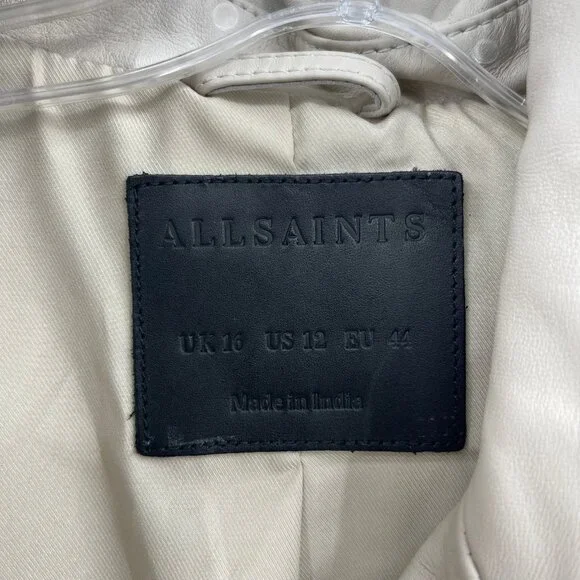 ALLSAINTS
UK 16 US 12 EU 44
Made in India